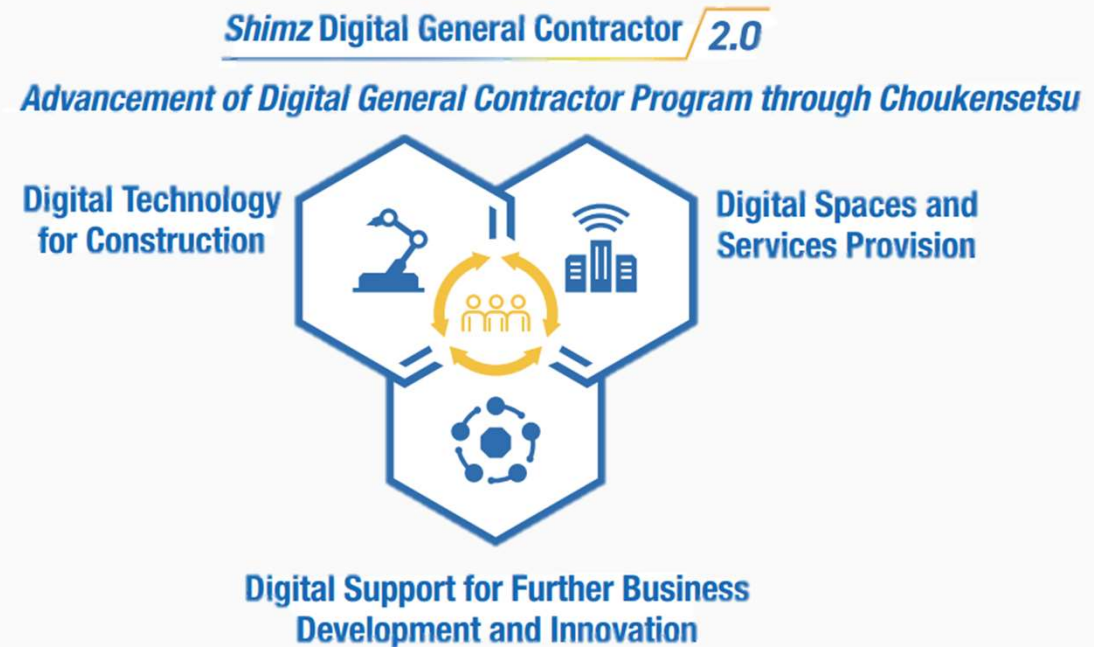 Shimz Digital General Contractor 2.0
Advancement of Digital General Contractor Program through Choukensetsu
Digital Technology
for Construction
Digital Spaces and
Services Provision
Digital Support for Further Business
Development and Innovation